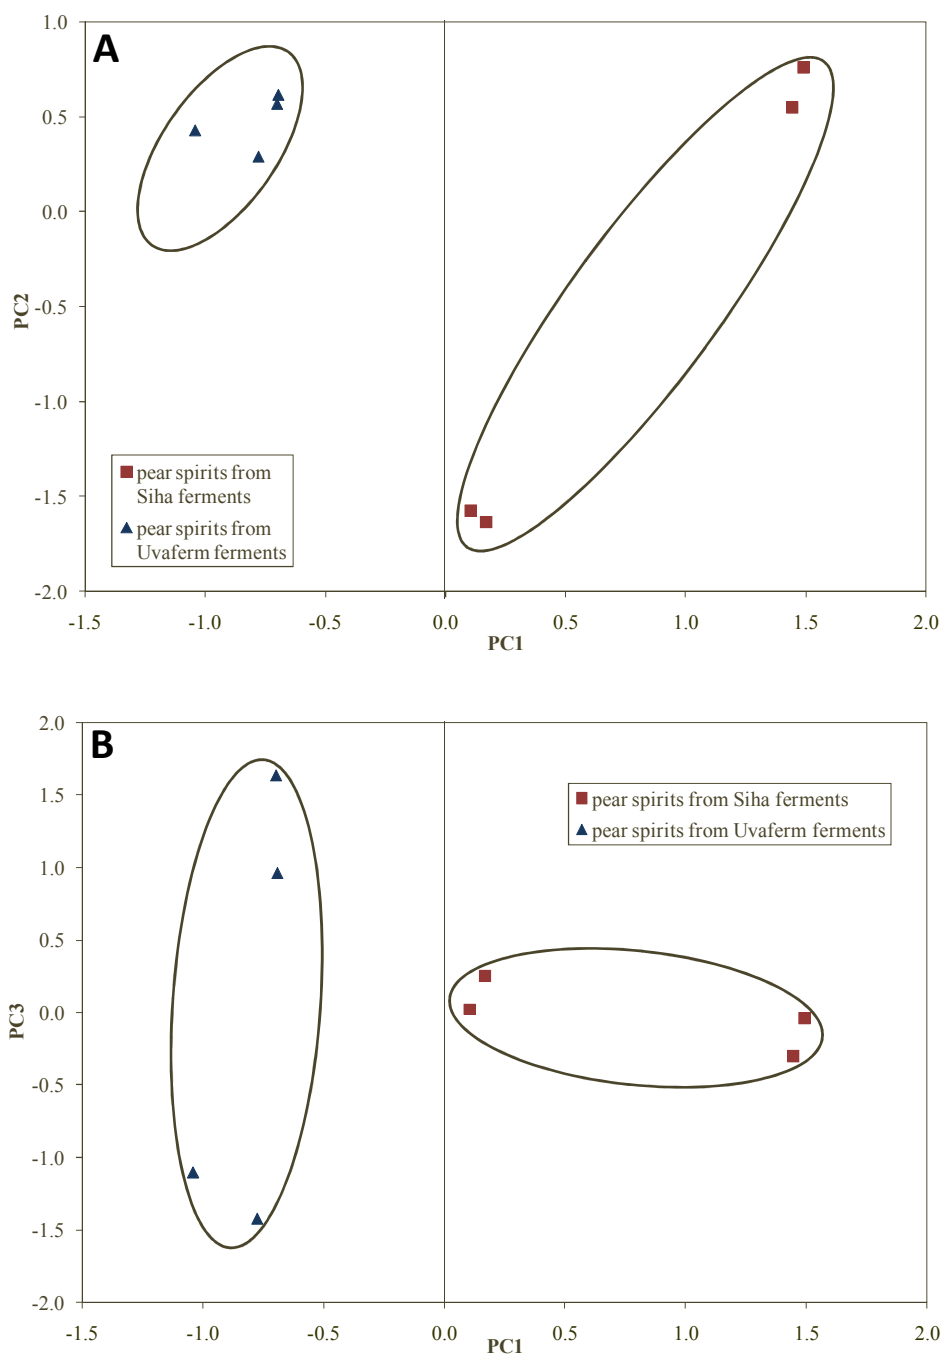 A
1.0
0.5
0.0
-0.5
-1.0
-1.5
-2.0
PC2
pear spirits from
Siha ferments
pear spirits from
Uvaferm ferments
-1.5 -1.0 -0.5 0.0 0.5 1.0 1.5 2.0
PC1
B
2.0
1.5
1.0
0.5
0.0
-0.5
-1.0
-1.5
-2.0
PC3
pear spirits from Siha ferments
pear spirits from Uvaferm ferments
-1.5 -1.0 -0.5 0.0 0.5 1.0 1.5 2.0
PC1